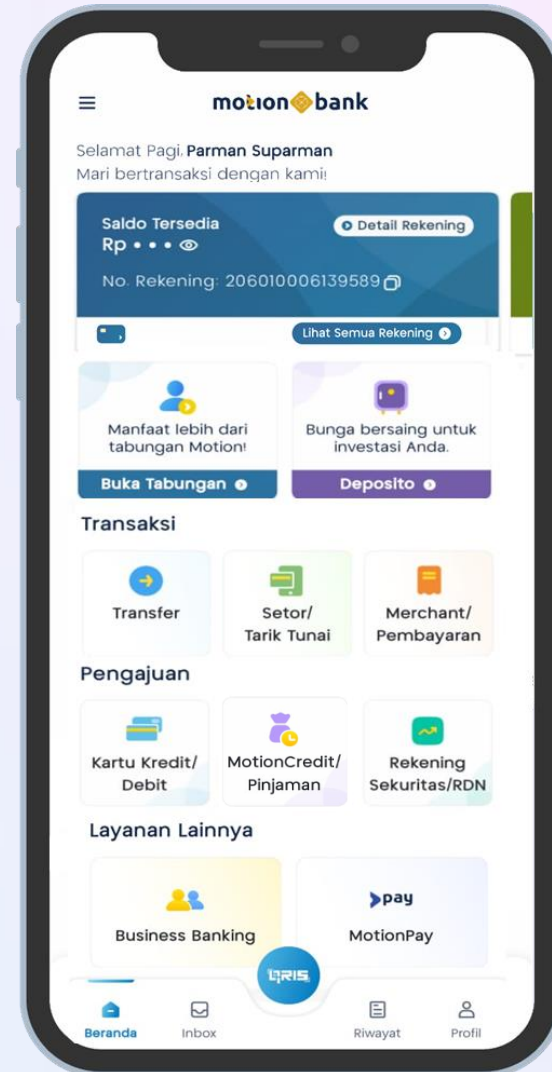 motion bank
Selamat Pagi, Parman Suparman
Mari bertransaksi dengan kami!
Saldo Tersedia
Detail Rekening
Rp • • •
No. Rekening: 206010006139589
Lihat Semua Rekening
Manfaat lebih dari
tabungan Motion!
Buka Tabungan
Bunga bersaing untuk
investasi Anda.
Deposito
Transaksi
Transfer
Setor/
Tarik Tunai
Merchant/
Pembayaran
Pengajuan
Kartu Kredit/
Debit
MotionCredit/
Pinjaman
Rekening
Sekuritas/RDN
Layanan Lainnya
Business Banking
pay
MotionPay
QRIS
Beranda
Inbox
Riwayat
Profil